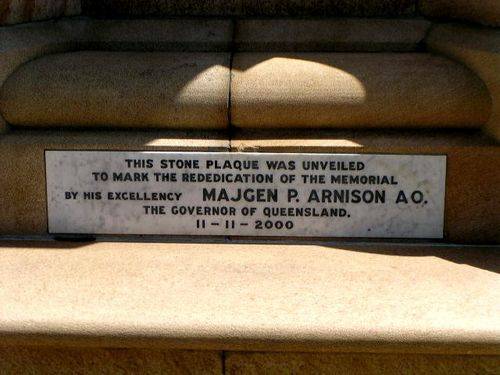 THIS STONE PLAQUE WAS UNVEILED
TO MARK THE REDEDICATION OF THE MEMORIAL
BY HIS EXCELLENCY MAJGEN P. ARNISON AO.
THE GOVERNOR OF QUEENSLAND.
11 - 11 - 2000